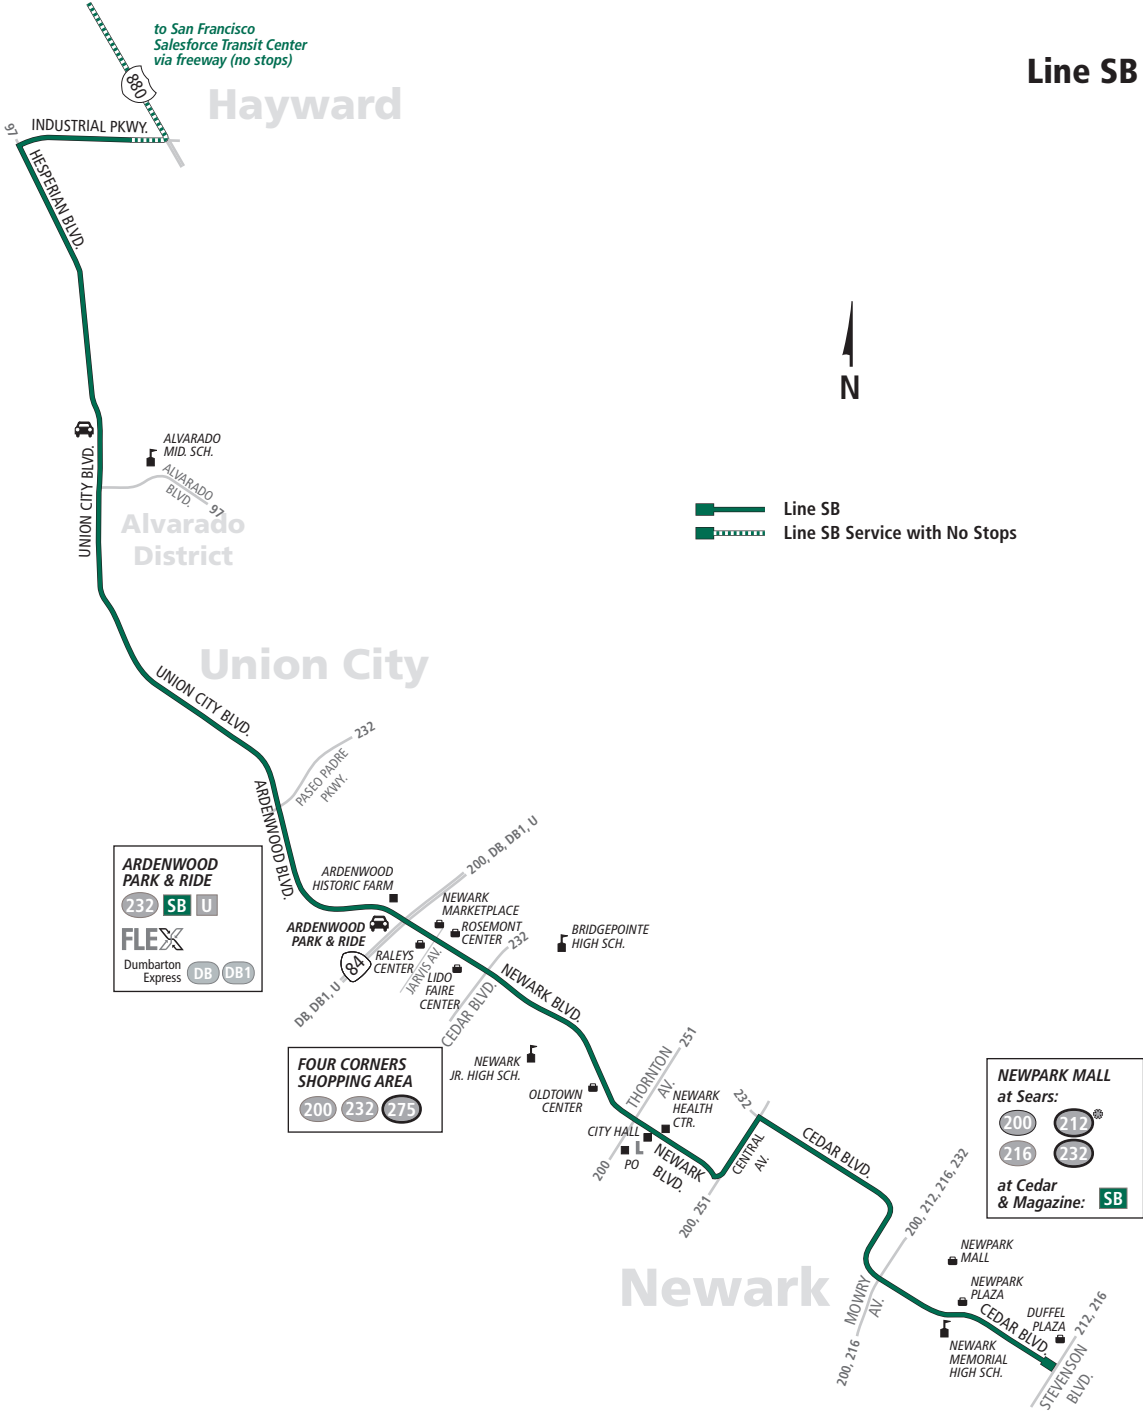 to San Francisco
Salesforce Transit Center
via freeway (no stops)
Line SB
880
Hayward
INDUSTRIAL PKWY.
97
HESPERIAN BLVD.
N
ALVARADO
MID. SCH.
UNION CITY BLVD.
ALVARADO
BLVD.
97
Alvarado
District
Line SB
Line SB Service with No Stops
Union City
UNION CITY BLVD.
232
PASEO PADRE
PKWY.
ARDENWOOD BLVD.
ARDENWOOD
PARK & RIDE
232 SB U
FLEX
Dumbarton
Express DB DB1
200, DB, DB1, U
ARDENWOOD
HISTORIC FARM
NEWARK
MARKETPLACE
ROSEMONT
CENTER
ARDENWOOD
PARK & RIDE
RALEYS
CENTER
84
JARVIS AV.
LIDO
FAIRE
CENTER
232
CEDAR BLVD.
DB, DB1, U
BRIDGEPOINTE
HIGH SCH.
NEWARK BLVD.
FOUR CORNERS
SHOPPING AREA
200 232 275
NEWARK
JR. HIGH SCH.
OLDTOWN
CENTER
THORNTON
AV.
251
NEWARK
HEALTH
CTR.
CITY HALL
L
PO
200
NEWARK
BLVD.
232
CENTRAL
AV.
200, 251
CEDAR BLVD.
NEWPARK MALL
at Sears:
200 212
216 232
at Cedar
& Magazine: SB
200, 212, 216, 232
Newark
MOWRY
AV.
200, 216
NEWPARK
MALL
NEWPARK
PLAZA
CEDAR BLVD.
DUFFEL
PLAZA
212, 216
NEWARK
MEMORIAL
HIGH SCH.
STEVENSON
BLVD.